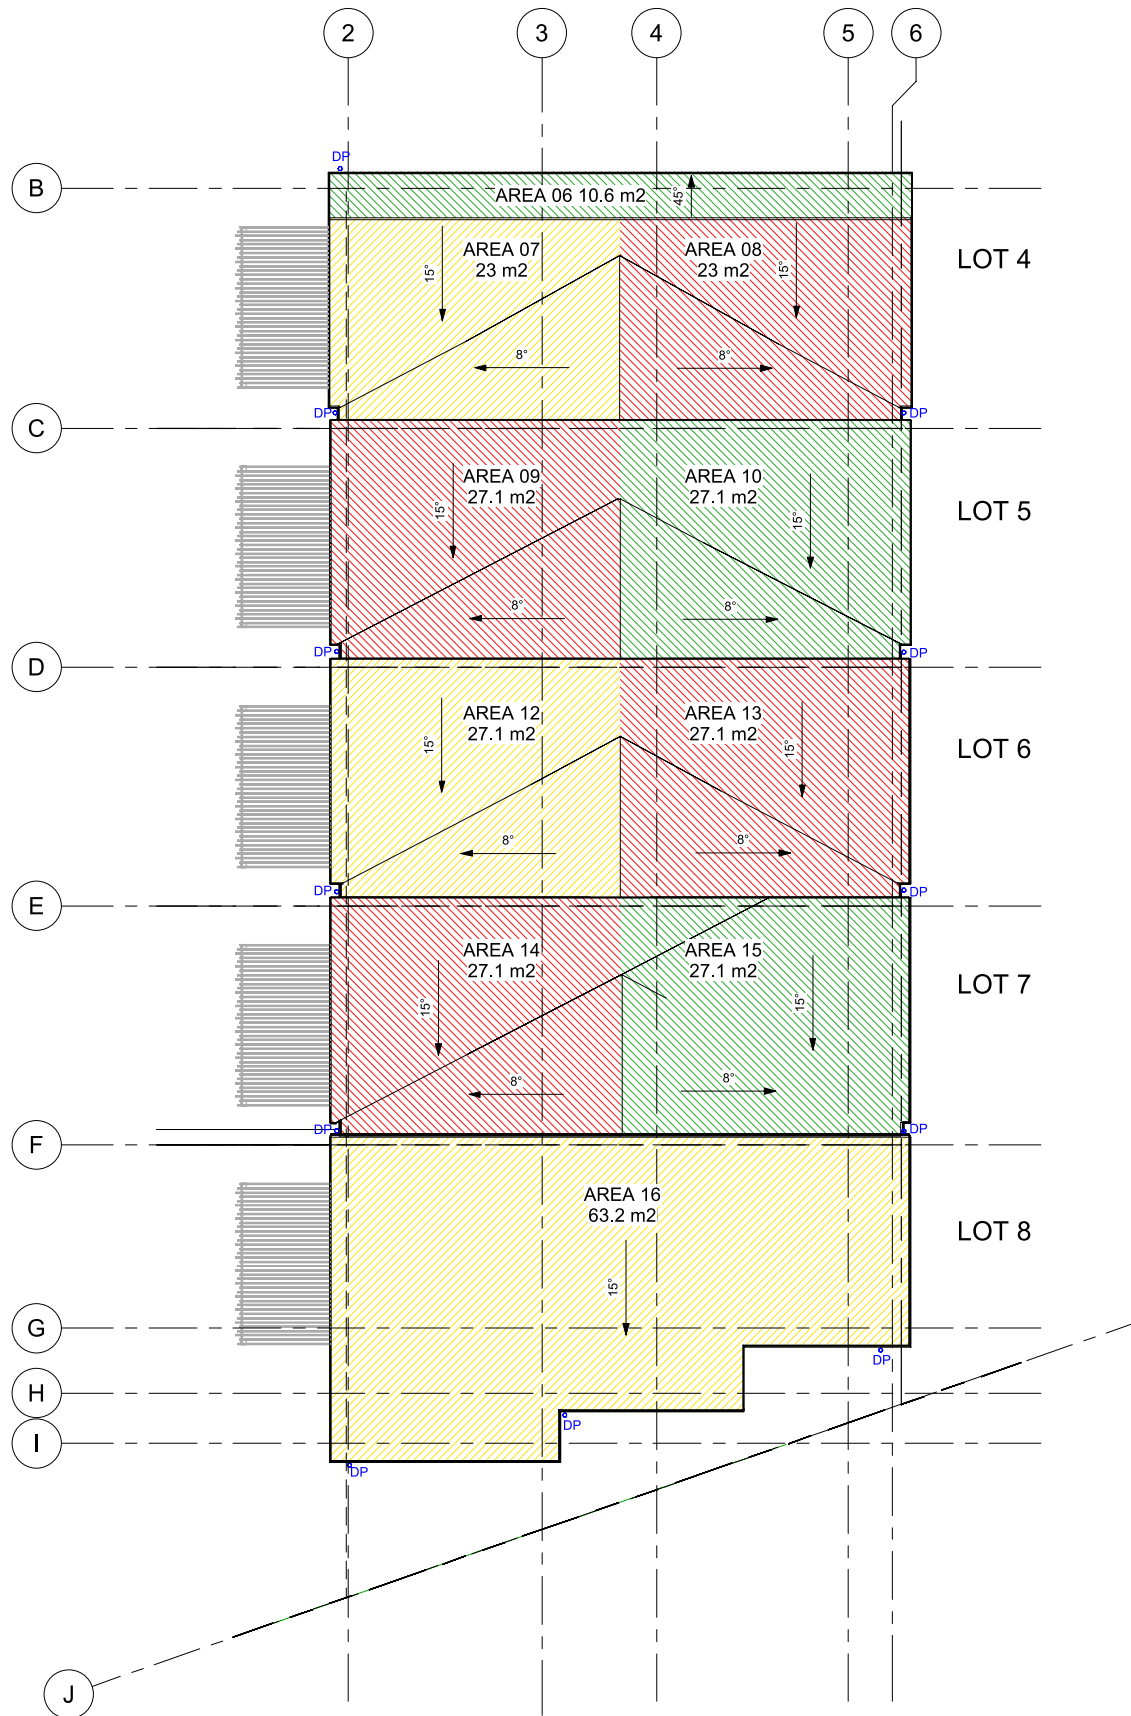 2
3
4
5
6
DP
B
AREA 06 10.6 m2
45°
AREA 07
23 m2
AREA 08
23 m2
LOT 4
15°
15°
8°
8°
DP
DP
C
AREA 09
27.1 m2
AREA 10
27.1 m2
LOT 5
15°
15°
8°
8°
DP
DP
D
AREA 12
27.1 m2
AREA 13
27.1 m2
LOT 6
15°
15°
8°
8°
DP
DP
E
AREA 14
27.1 m2
AREA 15
27.1 m2
LOT 7
15°
15°
8°
8°
DP
DP
F
AREA 16
63.2 m2
LOT 8
15°
G
DP
H
DP
I
DP
J